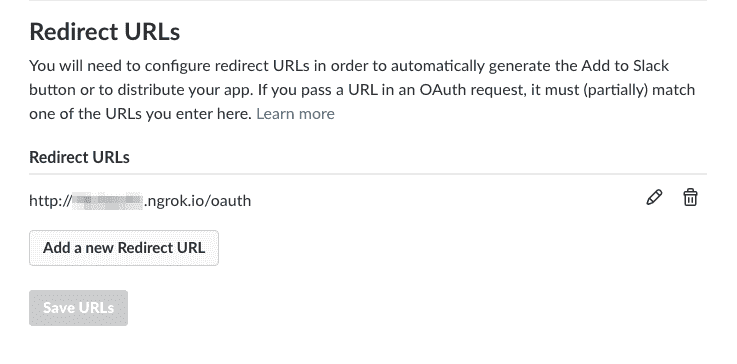 Redirect URLs
You will need to configure redirect URLs in order to automatically generate the Add to Slack
button or to distribute your app. If you pass a URL in an OAuth request, it must (partially) match
one of the URLs you enter here. Learn more
Redirect URLs
http://.ngrok.io/oauth
Add a new Redirect URL
Save URLs